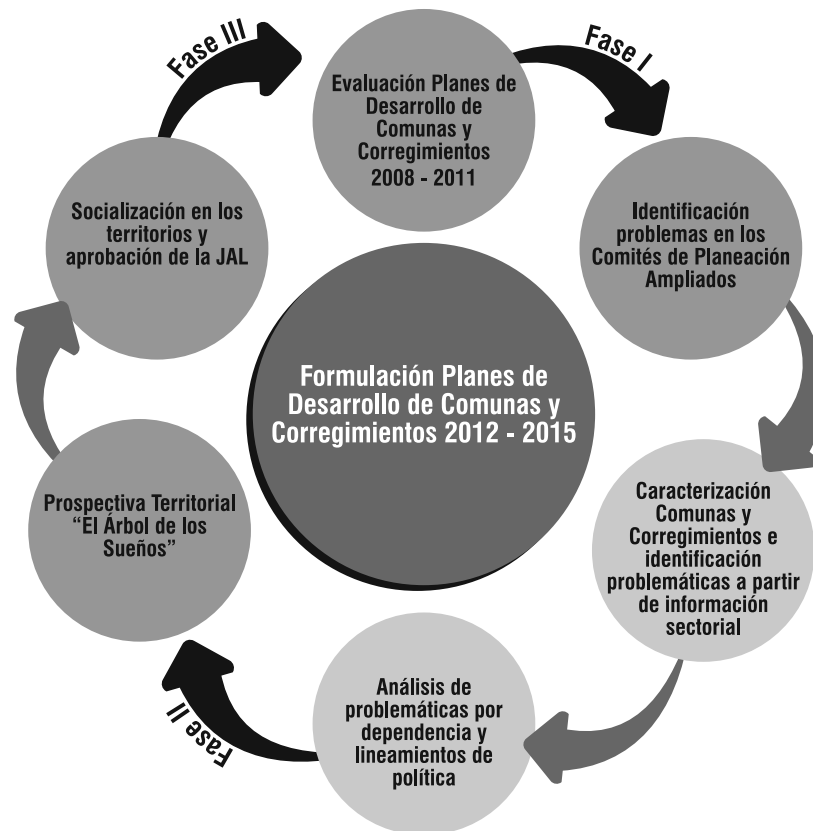 Fase III
Fase I
Evaluación Planes de
Desarrollo de
Comunas y
Corregimientos
2008 - 2011
Socialización en los
territorios y
aprobación de la JAL
Identificación
problemas en los
Comités de Planeación
Ampliados
Formulación Planes de
Desarrollo de Comunas y
Corregimientos 2012 - 2015
Prospectiva Territorial
“El Árbol de los
Sueños”
Caracterización
Comunas y
Corregimientos e
identificación
problemáticas a partir
de información
sectorial
Análisis de
problemáticas por
dependencia y
lineamientos de
política
Fase II